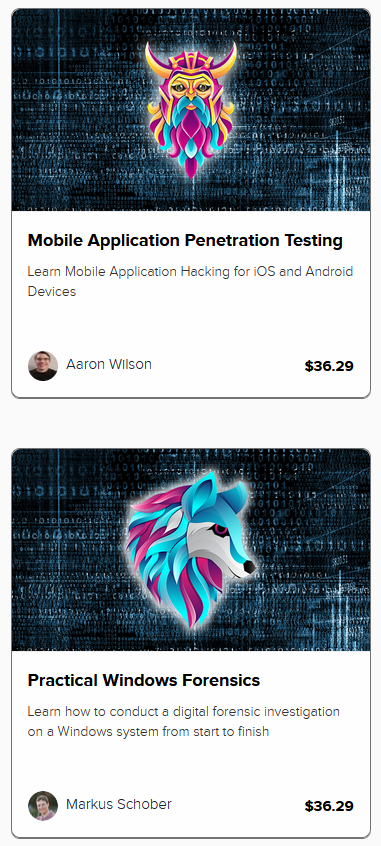 Mobile Application Penetration Testing
Learn Mobile Application Hacking for iOS and Android
Devices
Aaron Wilson
$36.29
Practical Windows Forensics
Learn how to conduct a digital forensic investigation
on a Windows system from start to finish
Markus Schober
$36.29